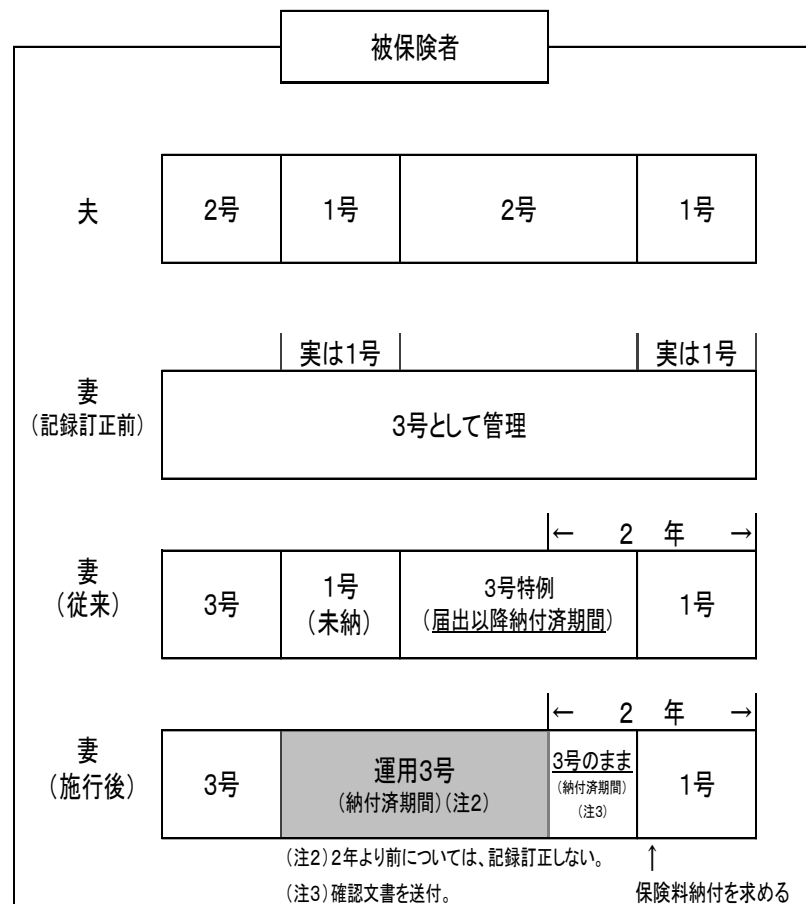 被保険者
夫
2号
1号
2号
1号
実は1号
実は1号
妻
(記録訂正前)
3号として管理
← 2 年 →
妻
(従来)
3号
1号
(未納)
3号特例
(届出以降納付済期間)
1号
← 2 年 →
妻
(施行後)
3号
運用3号
(納付済期間)(注2)
3号のまま
(納付済期間)
(注3)
1号
(注2)2年より前については、記録訂正しない。
↑
(注3)確認文書を送付。
保険料納付を求める